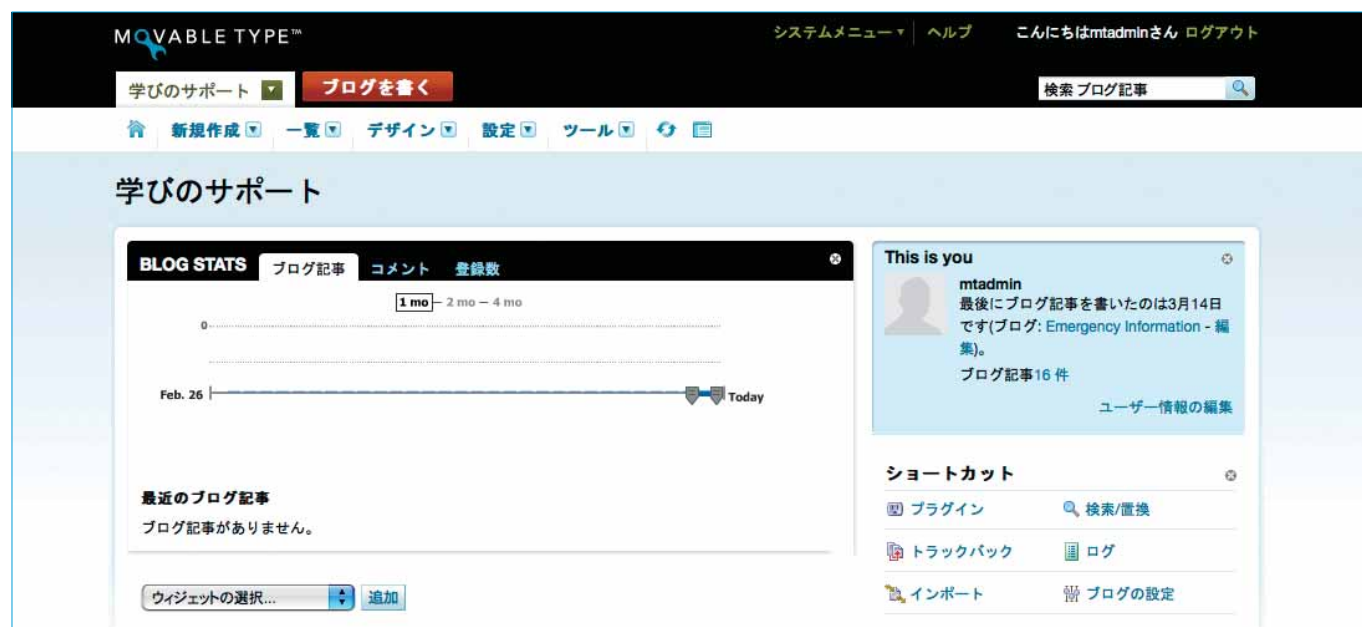 MOVABLE TYPE™
システムメニュー ヘルプ こんにちはmtadminさん ログアウト
学びのサポート ブログを書く
検索 ブログ記事
新規作成 一覧 デザイン 設定 ツール
学びのサポート
BLOG STATS ブログ記事 コメント 登録数
1 mo – 2 mo – 4 mo
0
Feb. 26 Today
最近のブログ記事
ブログ記事がありません。
ウィジェットの選択... 追加
This is you
mtadmin
最後にブログ記事を書いたのは3月14日
です(ブログ: Emergency Information - 編
集)。
ブログ記事16 件
ユーザー情報の編集
ショートカット
プラグイン 検索/置換
トラックバック ログ
インポート ブログの設定